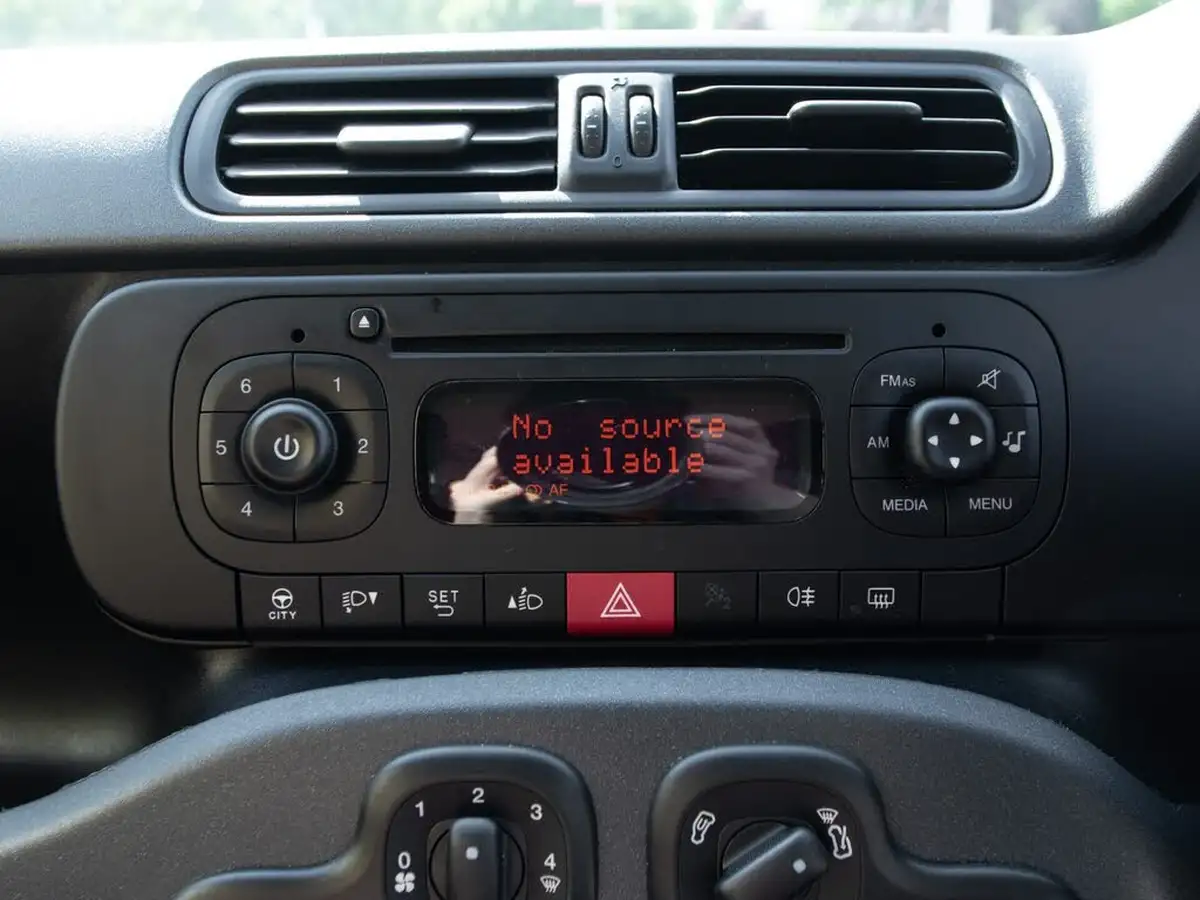 6
1
5
2
4
3
No source
available
AF
FMAS
AM
MEDIA
MENU
CITY
SET
0
1
2
3
4